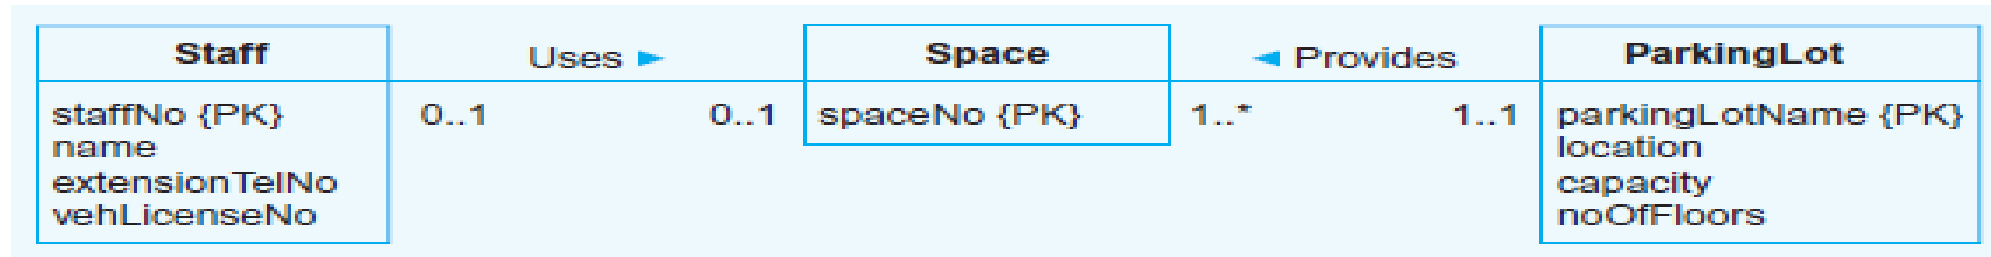 Staff
Uses ►
Space
◄ Provides
ParkingLot
staffNo {PK}
name
extensionTelNo
vehLicenseNo
0..1
0..1
spaceNo {PK}
1..*
1..1
parkingLotName {PK}
location
capacity
noOfFloors